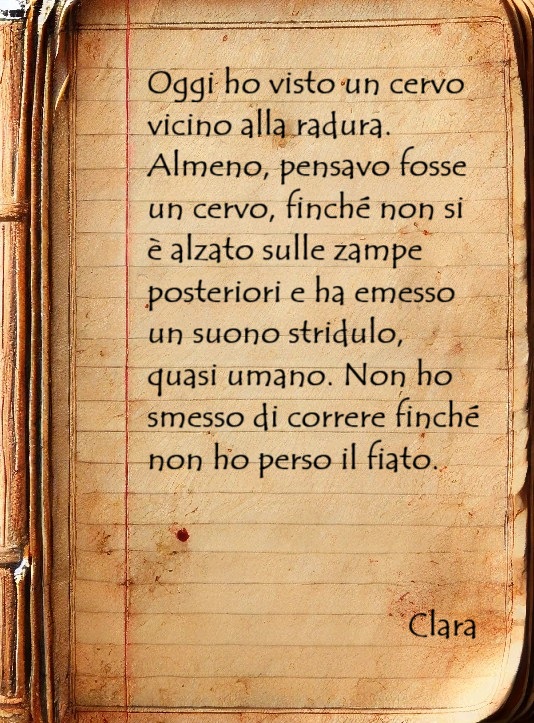 Oggi ho visto un cervo
vicino alla radura.
Almeno, pensavo fosse
un cervo, finché non si
è alzato sulle zampe
posteriori e ha emesso
un suono stridulo,
quasi umano. Non ho
smesso di correre finché
non ho perso il fiato.
Clara